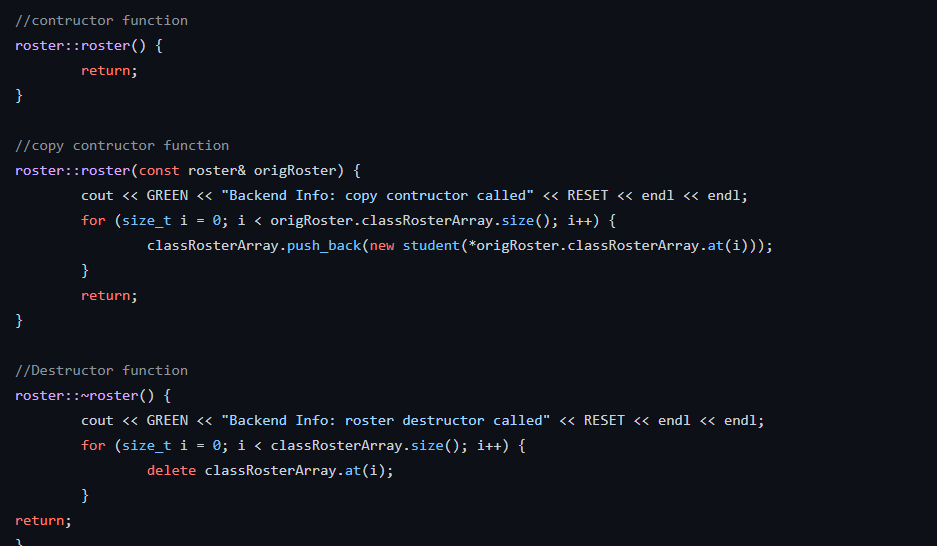 //contructor function
roster::roster() {
        return;
}

//copy contructor function
roster::roster(const roster& origRoster) {
        cout << GREEN << "Backend Info: copy contructor called" << RESET << endl << endl;
        for (size_t i = 0; i < origRoster.classRosterArray.size(); i++) {
                classRosterArray.push_back(new student(*origRoster.classRosterArray.at(i)));
        }
        return;
}

//Destructor function
roster::~roster() {
        cout << GREEN << "Backend Info: roster destructor called" << RESET << endl << endl;
        for (size_t i = 0; i < classRosterArray.size(); i++) {
                delete classRosterArray.at(i);
        }
return;
}